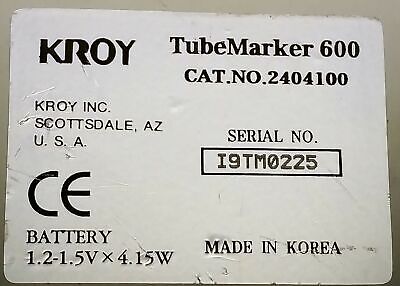 KROY
TubeMarker 600
CAT.NO.2404100
KROY INC.
SCOTTSDALE, AZ
U. S. A.
SERIAL NO.
I9TM0225
CE
BATTERY
1.2-1.5V × 4.15W
MADE IN KOREA
3